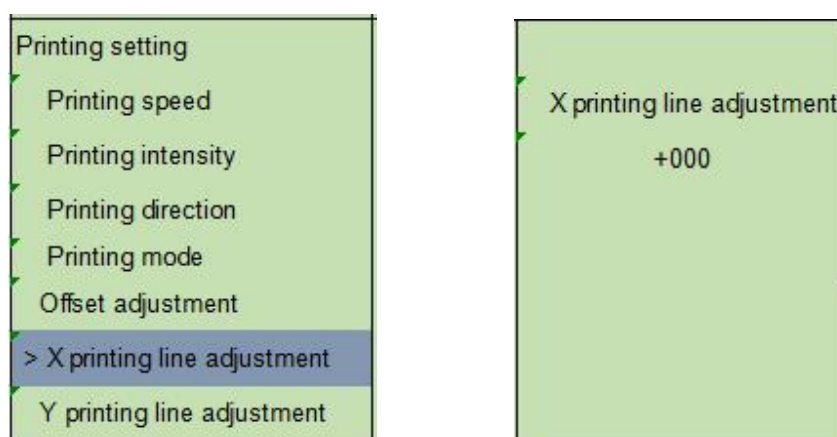 Printing setting
Printing speed
Printing intensity
Printing direction
Printing mode
Offset adjustment
> X printing line adjustment
Y printing line adjustment
X printing line adjustment
+000